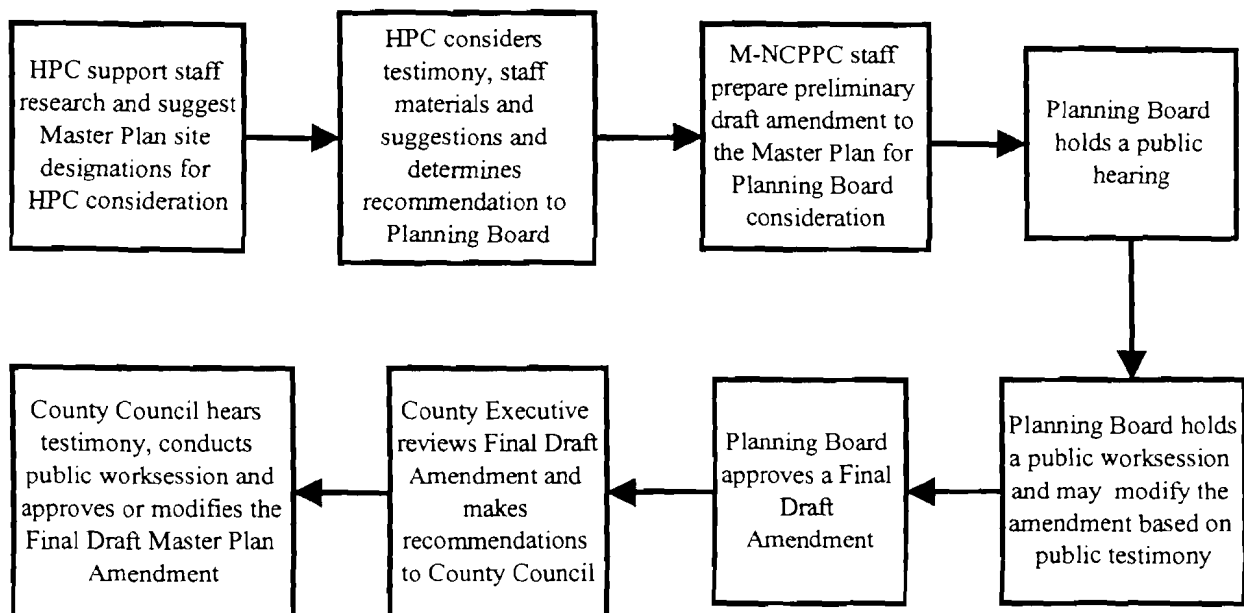 HPC support staff
research and suggest
Master Plan site
designations for
HPC consideration
HPC considers
testimony, staff
materials and
suggestions and
determines
recommendation to
Planning Board
M-NCPPC staff
prepare preliminary
draft amendment to
the Master Plan for
Planning Board
consideration
Planning Board
holds a public
hearing
Planning Board holds
a public worksession
and may modify the
amendment based on
public testimony
Planning Board
approves a Final
Draft
Amendment
County Executive
reviews Final Draft
Amendment and
makes
recommendations
to County Council
County Council hears
testimony, conducts
public worksession and
approves or modifies the
Final Draft Master Plan
Amendment